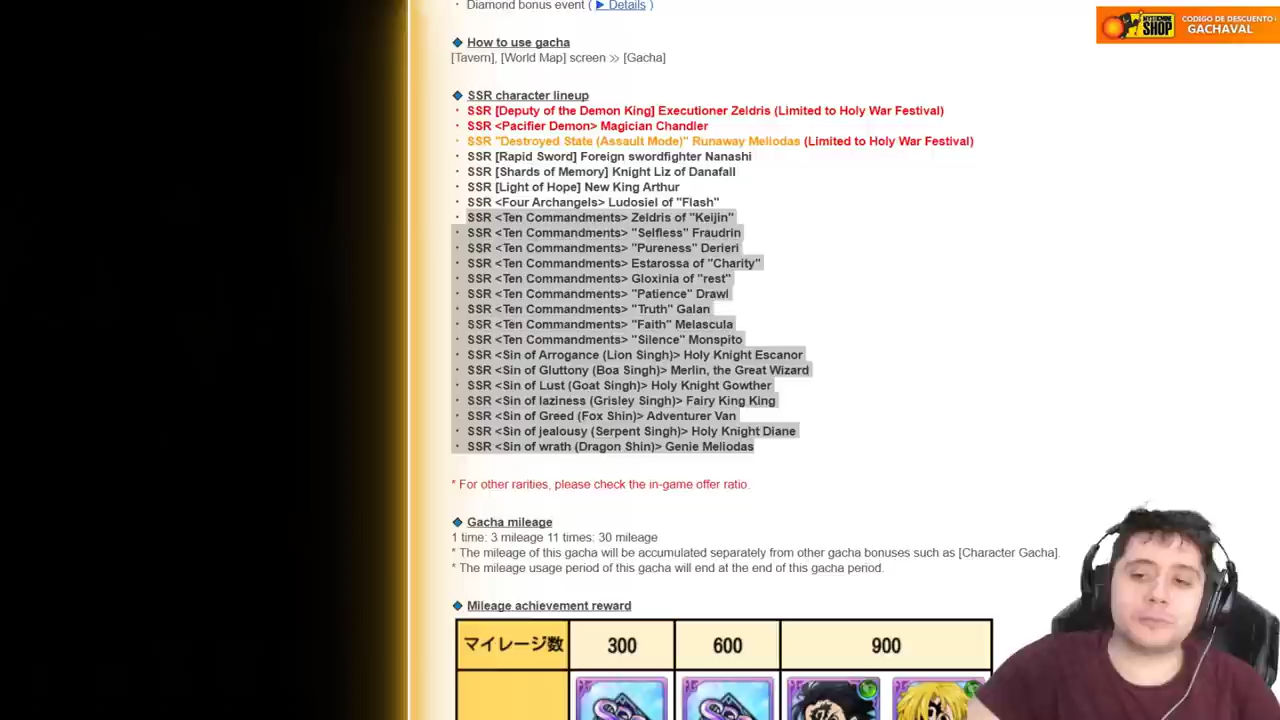 · Diamond bonus event ( ▶ Details )
CODIGO DE DESCUENTO:
SHOP
GACHAVAL
◆ How to use gacha
[Tavern], [World Map] screen >> [Gacha]
◆ SSR character lineup
· SSR [Deputy of the Demon King] Executioner Zeldris (Limited to Holy War Festival)
· SSR <Pacifier Demon> Magician Chandler
· SSR "Destroyed State (Assault Mode)" Runaway Meliodas (Limited to Holy War Festival)
· SSR [Rapid Sword] Foreign swordfighter Nanashi
· SSR [Shards of Memory] Knight Liz of Danafall
· SSR [Light of Hope] New King Arthur
· SSR <Four Archangels> Ludosiel of "Flash"
· SSR <Ten Commandments> Zeldris of "Keijin"
· SSR <Ten Commandments> "Selfless" Fraudrin
· SSR <Ten Commandments> "Pureness" Derieri
· SSR <Ten Commandments> Estarossa of "Charity"
· SSR <Ten Commandments> Gloxinia of "rest"
· SSR <Ten Commandments> "Patience" Drawl
· SSR <Ten Commandments> "Truth" Galan
· SSR <Ten Commandments> "Faith" Melascula
· SSR <Ten Commandments> "Silence" Monspito
· SSR <Sin of Arrogance (Lion Singh)> Holy Knight Escanor
· SSR <Sin of Gluttony (Boa Singh)> Merlin, the Great Wizard
· SSR <Sin of Lust (Goat Singh)> Holy Knight Gowther
· SSR <Sin of laziness (Grisley Singh)> Fairy King King
· SSR <Sin of Greed (Fox Shin)> Adventurer Van
· SSR <Sin of jealousy (Serpent Singh)> Holy Knight Diane
· SSR <Sin of wrath (Dragon Shin)> Genie Meliodas
* For other rarities, please check the in-game offer ratio.
◆ Gacha mileage
1 time: 3 mileage 11 times: 30 mileage
* The mileage of this gacha will be accumulated separately from other gacha bonuses such as [Character Gacha].
* The mileage usage period of this gacha will end at the end of this gacha period.
◆ Mileage achievement reward
マイレージ数 300 600 900